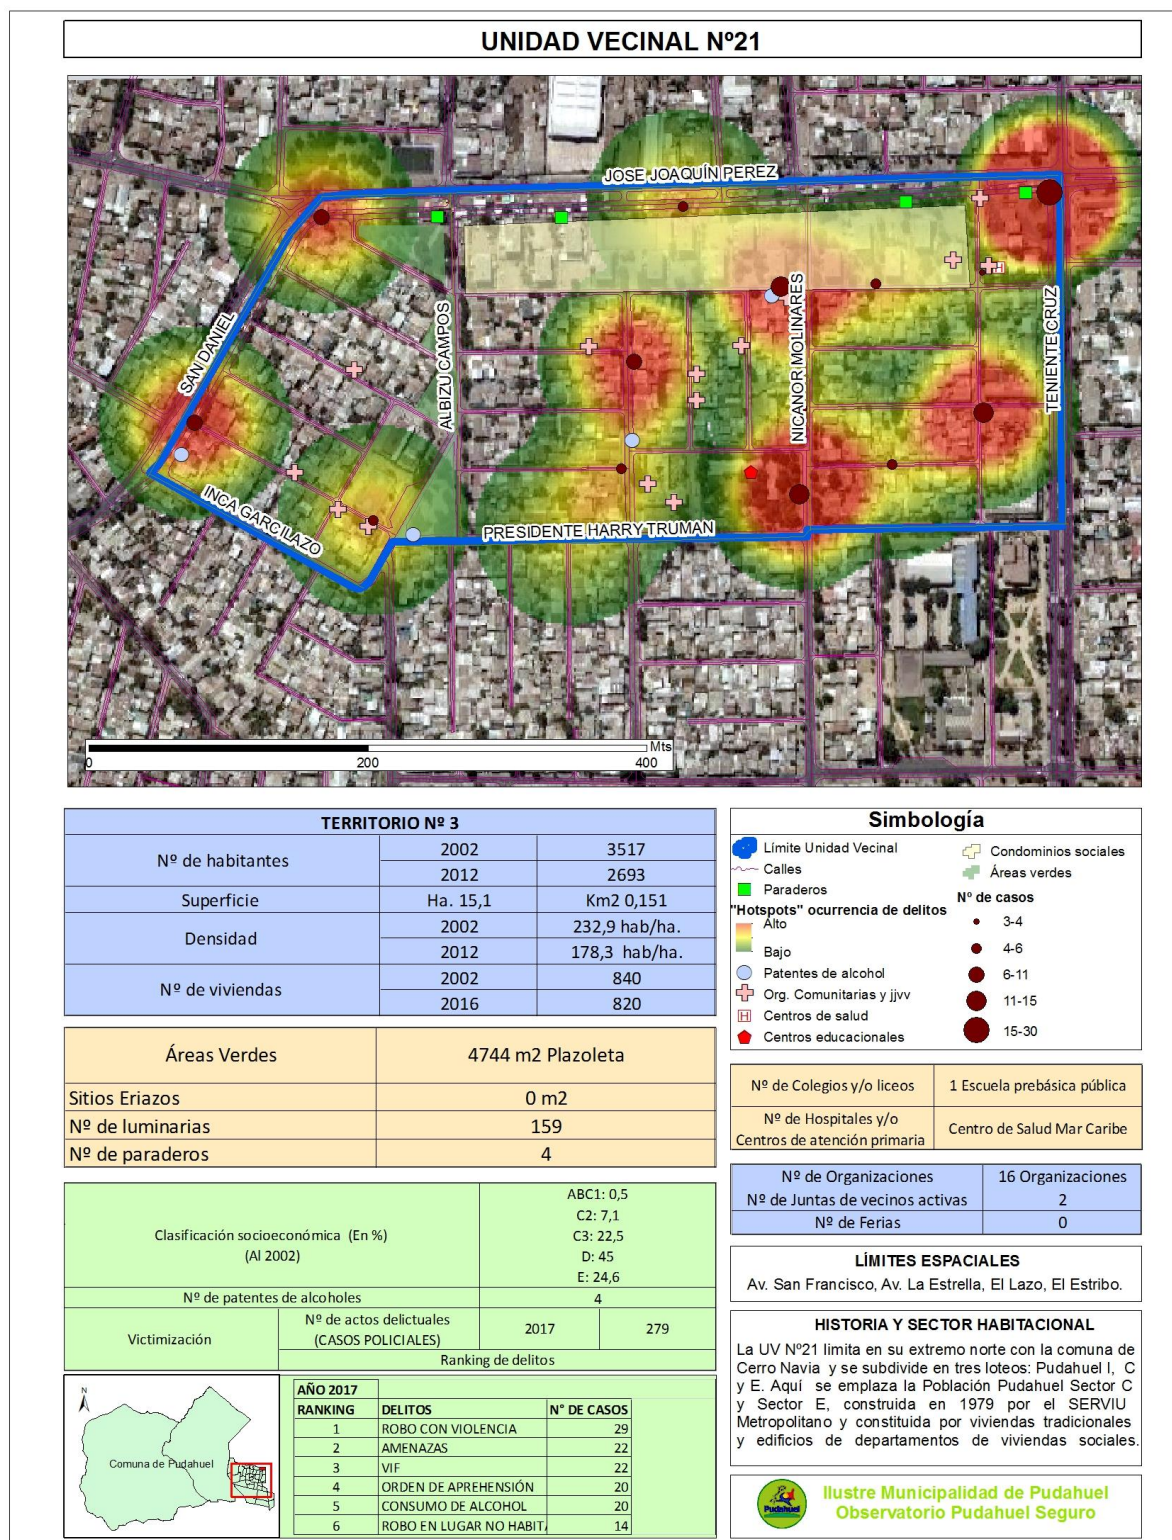 UNIDAD VECINAL Nº21
JOSE JOAQUÍN PEREZ
SAN DANIEL
ALBIZU CAMPOS
NICANOR MOLINARES
TENIENTE CRUZ
INCA GARCILAZO
PRESIDENTE HARRY TRUMAN
Mts
0 200 400
TERRITORIO Nº 3
Nº de habitantes 2002 3517
2012 2693
Superficie Ha. 15,1 Km2 0,151
Densidad 2002 232,9 hab/ha.
2012 178,3 hab/ha.
Nº de viviendas 2002 840
2016 820
Áreas Verdes 4744 m2 Plazoleta
Sitios Eriazos 0 m2
Nº de luminarias 159
Nº de paraderos 4
Clasificación socioeconómica (En %)
(Al 2002)
ABC1: 0,5
C2: 7,1
C3: 22,5
D: 45
E: 24,6
Nº de patentes de alcoholes 4
Victimización
Nº de actos delictuales
(CASOS POLICIALES)
2017 279
Ranking de delitos
N
Comuna de Pudahuel
AÑO 2017
RANKING DELITOS N° DE CASOS
1 ROBO CON VIOLENCIA 29
2 AMENAZAS 22
3 VIF 22
4 ORDEN DE APREHENSIÓN 20
5 CONSUMO DE ALCOHOL 20
6 ROBO EN LUGAR NO HABIT 14
Simbología
Límite Unidad Vecinal
Calles
Paraderos
"Hotspots" ocurrencia de delitos
Alto
Bajo
Patentes de alcohol
Org. Comunitarias y jjvv
H Centros de salud
Centros educacionales
Condominios sociales
Áreas verdes
Nº de casos
3-4
4-6
6-11
11-15
15-30
Nº de Colegios y/o liceos 1 Escuela prebásica pública
Nº de Hospitales y/o
Centros de atención primaria
Centro de Salud Mar Caribe
Nº de Organizaciones 16 Organizaciones
Nº de Juntas de vecinos activas 2
Nº de Ferias 0
LÍMITES ESPACIALES
Av. San Francisco, Av. La Estrella, El Lazo, El Estribo.
HISTORIA Y SECTOR HABITACIONAL
La UV Nº21 limita en su extremo norte con la comuna de
Cerro Navia y se subdivide en tres loteos: Pudahuel I, C
y E. Aquí se emplaza la Población Pudahuel Sector C
y Sector E, construida en 1979 por el SERVIU
Metropolitano y constituida por viviendas tradicionales
y edificios de departamentos de viviendas sociales.
Pudahuel
Ilustre Municipalidad de Pudahuel
Observatorio Pudahuel Seguro